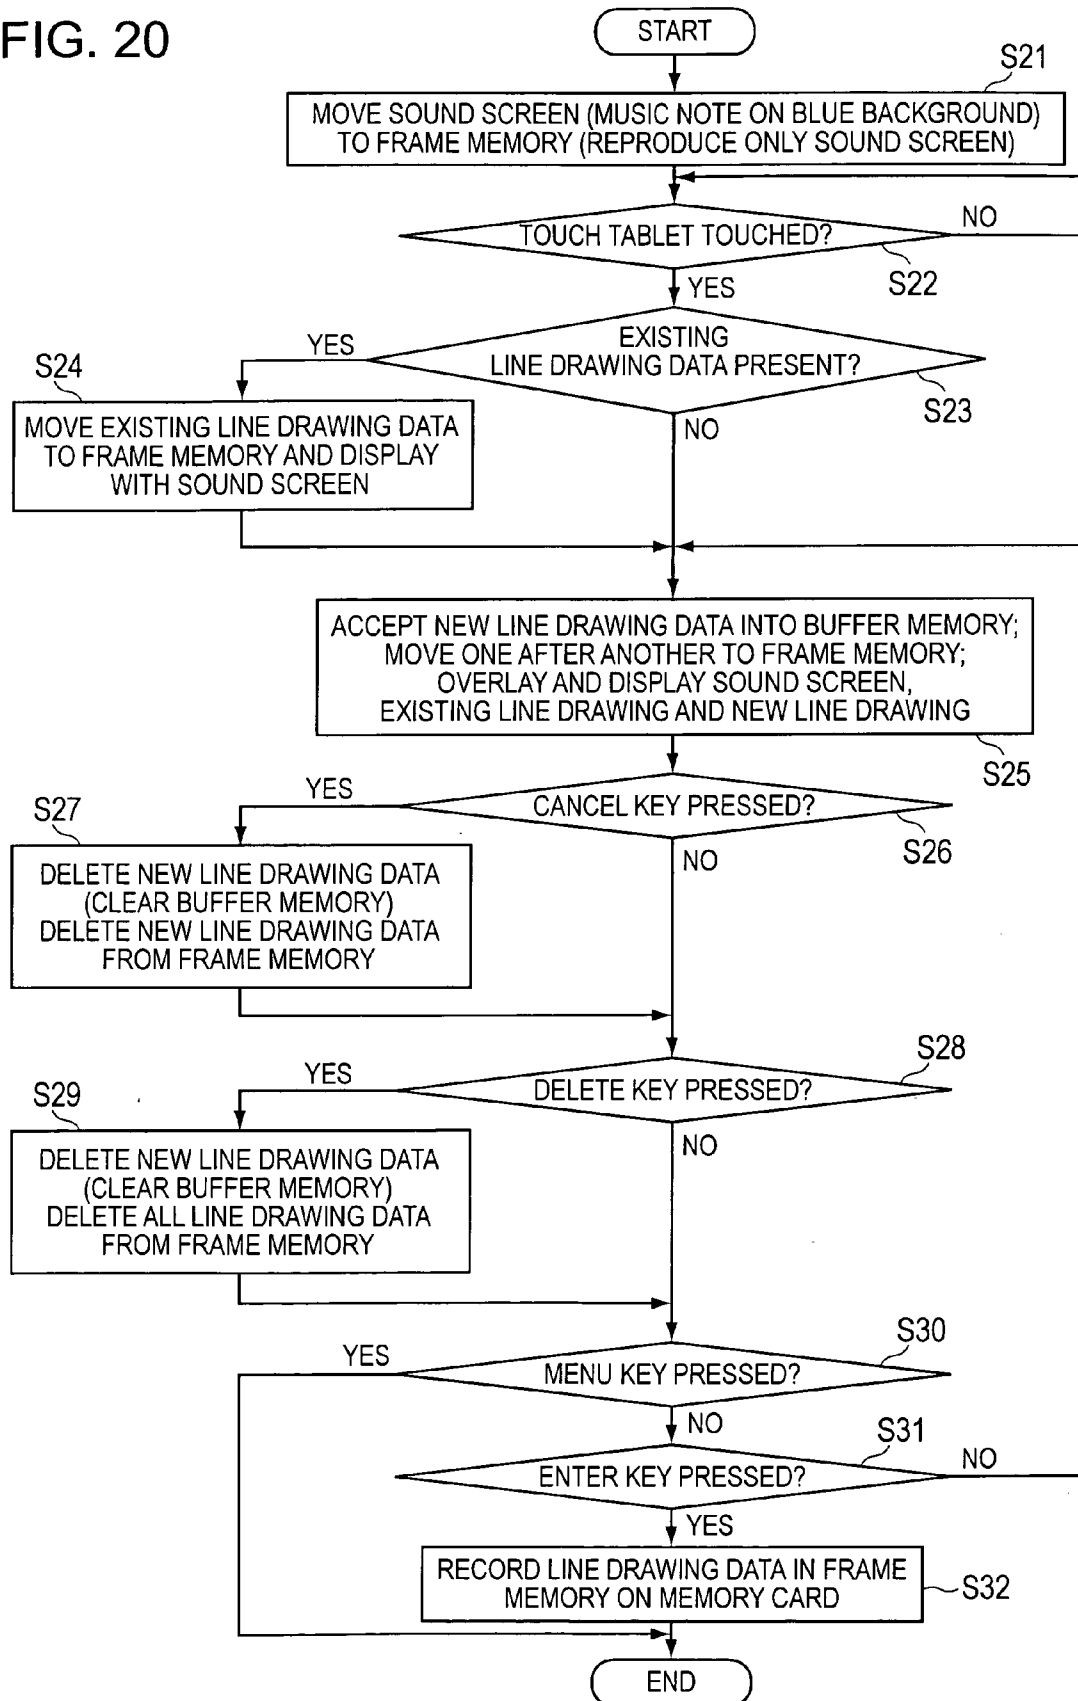 FIG. 20
START
S21
MOVE SOUND SCREEN (MUSIC NOTE ON BLUE BACKGROUND)
TO FRAME MEMORY (REPRODUCE ONLY SOUND SCREEN)
TOUCH TABLET TOUCHED?
NO
S22
YES
EXISTING
LINE DRAWING DATA PRESENT?
YES
S23
NO
S24
MOVE EXISTING LINE DRAWING DATA
TO FRAME MEMORY AND DISPLAY
WITH SOUND SCREEN
ACCEPT NEW LINE DRAWING DATA INTO BUFFER MEMORY;
MOVE ONE AFTER ANOTHER TO FRAME MEMORY;
OVERLAY AND DISPLAY SOUND SCREEN,
EXISTING LINE DRAWING AND NEW LINE DRAWING
S25
CANCEL KEY PRESSED?
YES
S26
NO
S27
DELETE NEW LINE DRAWING DATA
(CLEAR BUFFER MEMORY)
DELETE NEW LINE DRAWING DATA
FROM FRAME MEMORY
S28
DELETE KEY PRESSED?
YES
NO
S29
DELETE NEW LINE DRAWING DATA
(CLEAR BUFFER MEMORY)
DELETE ALL LINE DRAWING DATA
FROM FRAME MEMORY
S30
MENU KEY PRESSED?
YES
NO
S31
ENTER KEY PRESSED?
NO
YES
RECORD LINE DRAWING DATA IN FRAME
MEMORY ON MEMORY CARD
S32
END